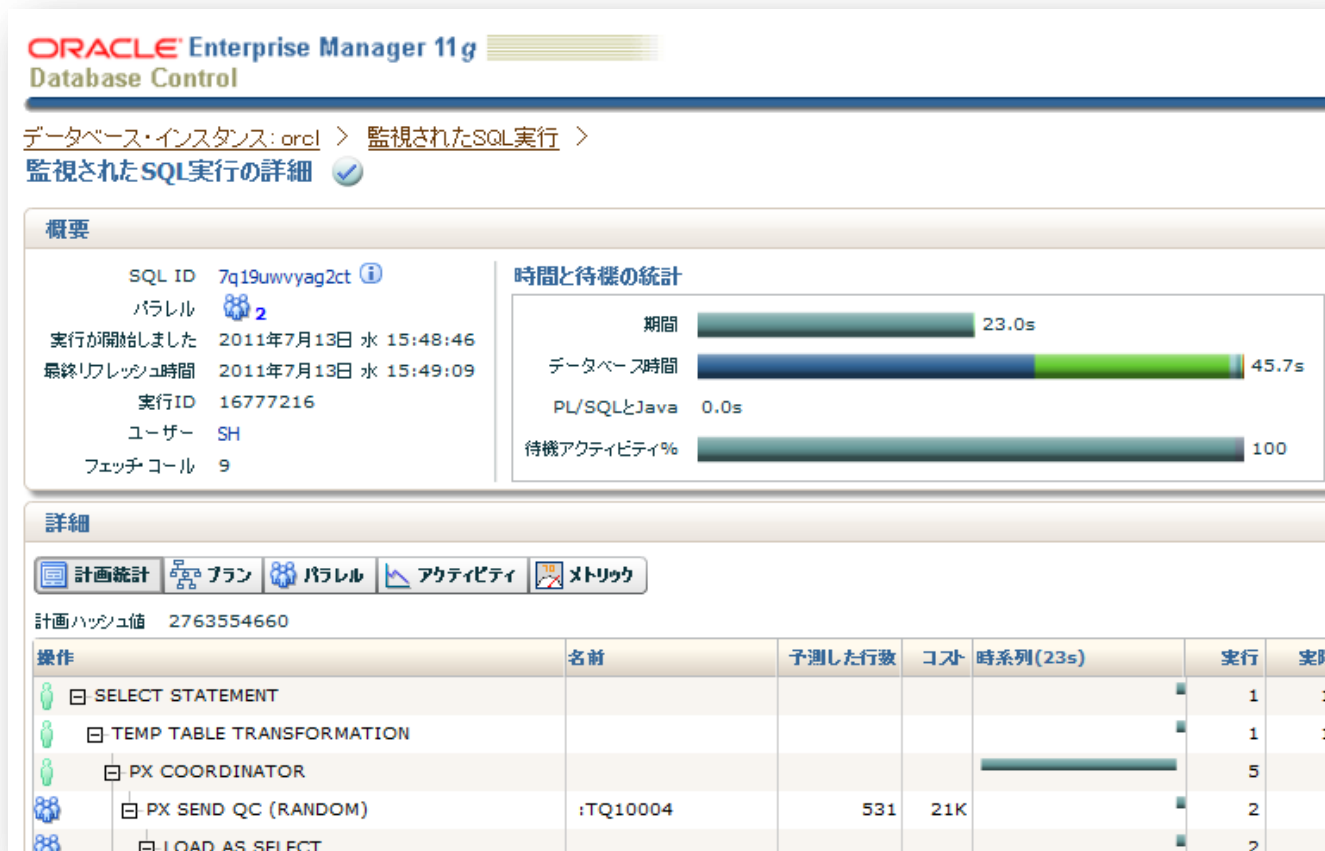 ORACLE Enterprise Manager 11g
Database Control
データベース・インスタンス: orcl > 監視されたSQL実行 >
監視されたSQL実行の詳細
概要
SQL ID 7q19uwvyag2ct
パラレル 2
実行が開始しました 2011年7月13日 水 15:48:46
最終リフレッシュ時間 2011年7月13日 水 15:49:09
実行ID 16777216
ユーザー SH
フェッチ・コール 9
時間と待機の統計
期間 23.0s
データベース時間 45.7s
PL/SQLとJava 0.0s
待機アクティビティ% 100
詳細
計画統計 プラン パラレル アクティビティ メトリック
計画ハッシュ値 2763554660
操作 名前 予測した行数 コスト 時系列(23s) 実行
SELECT STATEMENT 1
TEMP TABLE TRANSFORMATION 1
PX COORDINATOR 5
PX SEND QC (RANDOM) :TQ10004 531 21K 2
LOAD AS SELECT 2